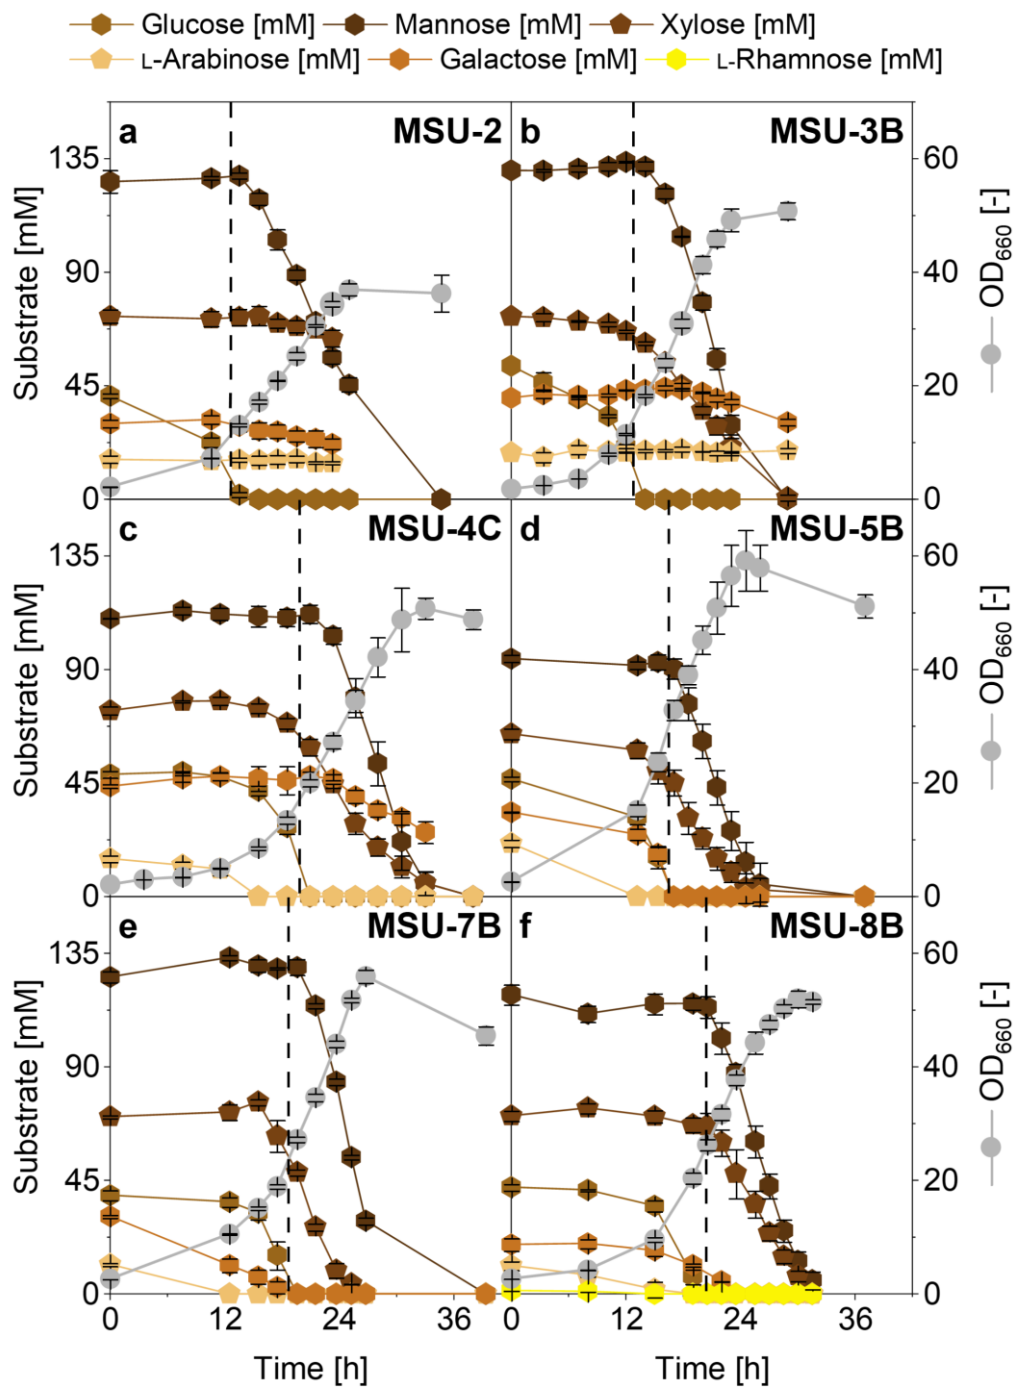 Glucose [mM] Mannose [mM] Xylose [mM]
L-Arabinose [mM] Galactose [mM] L-Rhamnose [mM]
a MSU-2 b MSU-3B
135 90 45 0
Substrate [mM]
60 40 20 0
OD660 [-]
c MSU-4C d MSU-5B
135 90 45 0
Substrate [mM]
60 40 20 0
OD660 [-]
e MSU-7B f MSU-8B
135 90 45 0
Substrate [mM]
60 40 20 0
OD660 [-]
0 12 24 36 0 12 24 36
Time [h] Time [h]